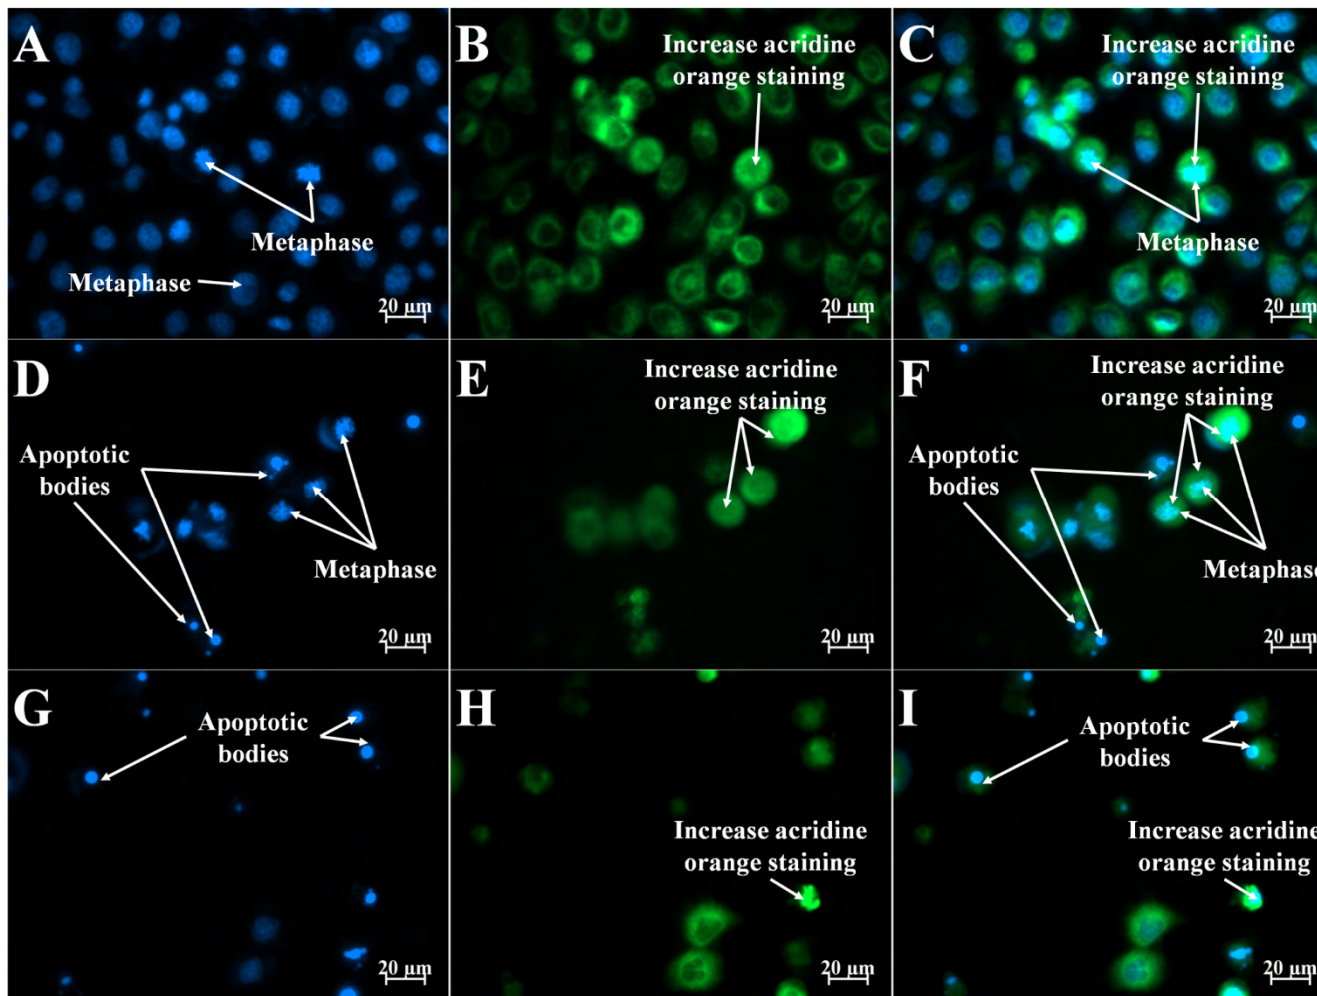 A
Metaphase
Metaphase
20 µm
B
Increase acridine
orange staining
20 µm
C
Increase acridine
orange staining
Metaphase
20 µm
D
Apoptotic
bodies
Metaphase
20 µm
E
Increase acridine
orange staining
20 µm
F
Increase acridine
orange staining
Apoptotic
bodies
Metaphase
20 µm
G
Apoptotic
bodies
20 µm
H
Increase acridine
orange staining
20 µm
I
Apoptotic
bodies
Increase acridine
orange staining
20 µm